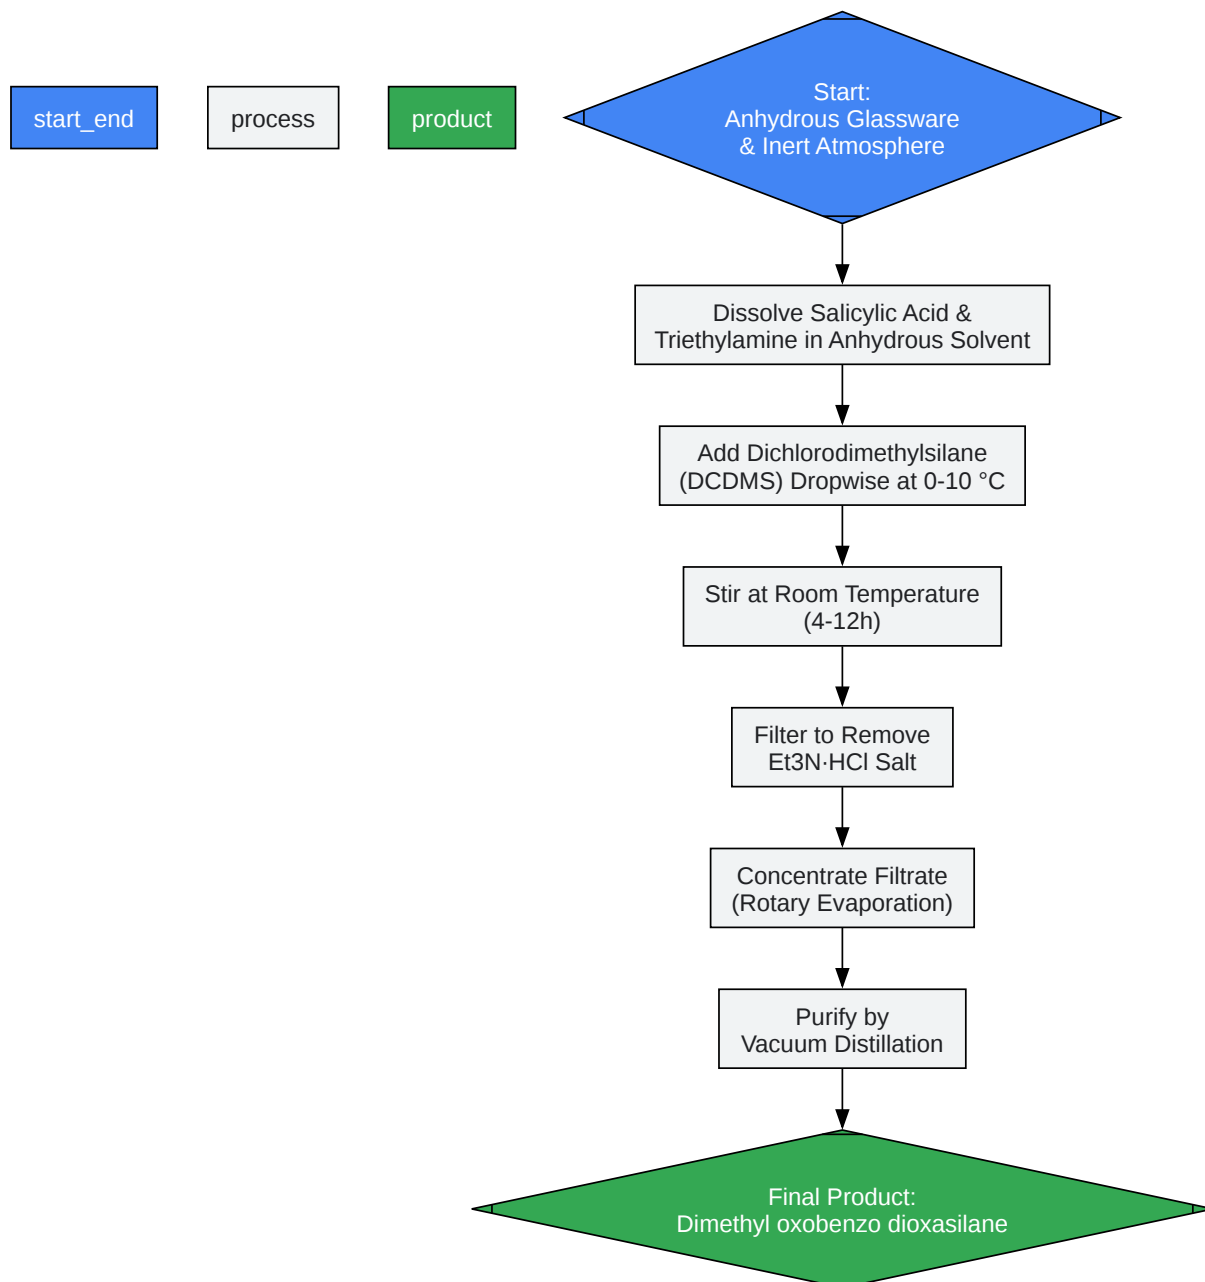 start_end
process
product
Start:
Anhydrous Glassware
& Inert Atmosphere
Dissolve Salicylic Acid &
Triethylamine in Anhydrous Solvent
Add Dichlorodimethylsilane
(DCDMS) Dropwise at 0-10 °C
Stir at Room Temperature
(4-12h)
Filter to Remove
Et3N·HCl Salt
Concentrate Filtrate
(Rotary Evaporation)
Purify by
Vacuum Distillation
Final Product:
Dimethyl oxobenzo dioxasilane